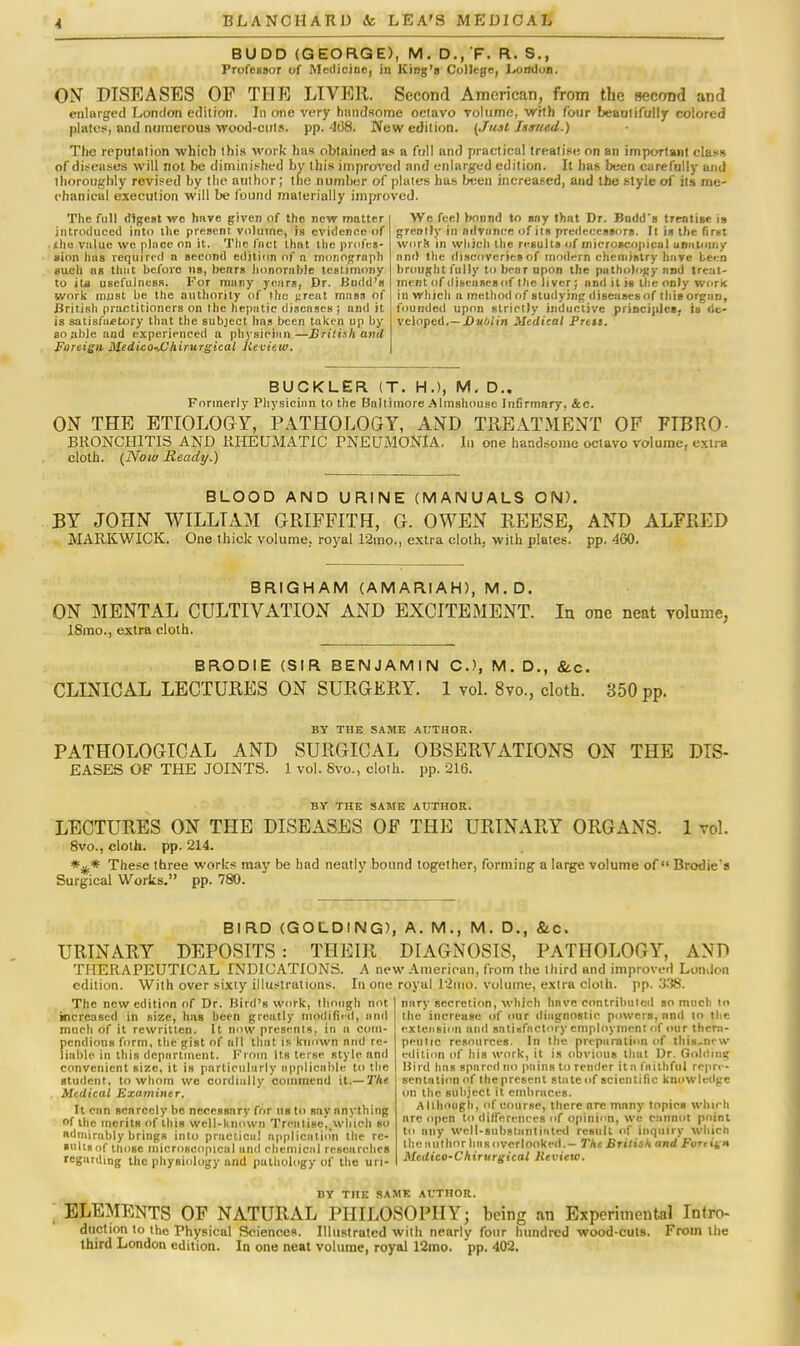 4 BLANCHARD & LEA'S MEDICAL
BUDD (GEORGE), M. D., F. R. S.,
Professor of Medicine, in King's College, London.
ON DISEASES OF THE LIVER. Second American, from the second and
enlarged London edition. In one very handsome octavo volume, with four beautifully colored
plates, and numerous wood-cuts. pp. 468. New edition. (Just Issued.)
The reputation which this work has obtained as a full and practical treatise on an important class
of diseases will not be diminished by this improved and enlarged edition. It has been carefully and
thoroughly revised by the author; the number of plates has been increased, and the style of its me-
chanical execution will be found materially improved.
The full digest we have given of the new matter
introduced into the present volume, is evidence of
the value we place on it. The fact that the profes-
sion has required a second edition of a monograph
such as that before us, bears honorable testimony
to its usefulness. For many years, Dr. Budd's
work must be the authority of the great mass of
British practitioners on the hepatic diseases; and it
is satisfactory that the subject has been taken up by
so able and experienced a physician.—British and
Foreign Medico-Chirurgical Review.
We feel bound to say that Dr. Budd's treatise is
greatly in advance of its predecessors. It is the first
work in which the results of microscopical anatomy
and the discoveries of modern chemistry have been
brought fully to bear upon the pathology and treat-
ment of diseases of the liver; and it is the only work
in which a method of studying diseases of this organ,
founded upon strictly inductive principles, is de-
veloped.—Dublin Medical Press.
BUCKLER (T. H.), M. D.,
Formerly Physician to the Baltimore Almshouse Infirmary, &c.
ON THE ETIOLOGY, PATHOLOGY, AND TREATMENT OF FIBRO-
BRONCHITIS AND RHEUMATIC PNEUMONIA. In one handsome octavo volume, extra
cloth. (Now Ready.)
BLOOD AND URINE (MANUALS ON).
BY JOHN WILLIAM GRIFFITH, G. OWEN REESE, AND ALFRED
MARKWICK. One thick volume, royal 12mo., extra cloth, with plates. pp. 460.
BRIGHAM (AMARIAH), M. D.
ON MENTAL CULTIVATION AND EXCITEMENT. In one neat volume,
18mo., extra cloth.
BRODIE (SIR BENJAMIN C.), M. D., &c.
CLINICAL LECTURES ON SURGERY. 1 vol. 8vo., cloth. 350 pp.
BY THE SAME AUTHOR.
PATHOLOGICAL AND SURGICAL OBSERVATIONS ON THE DIS-
EASES OF THE JOINTS. 1 vol. 8vo., cloth. pp. 216.
BY THE SAME AUTHOR.
LECTURES ON THE DISEASES OF THE URINARY ORGANS. 1 vol.
8vo., cloth. pp. 214.
*⁎* These three works may be had neatly bound together, forming a large volume of "Brodie's
Surgical Works." pp. 780.
BIRD (GOLDING), A. M., M. D., &c.
URINARY DEPOSITS: THEIR DIAGNOSIS, PATHOLOGY, AND
THERAPEUTICAL INDICATIONS. A new American, from the third and improved London
edition. With over sixty illustrations. In one royal 12mo. volume, extra cloth. pp. 338.
The new edition of Dr. Bird's work, though not
increased in size, has been greatly modified, and
much of it rewritten. It now presents, in a com-
pendious form, the gist of all that is known and re-
liable in this department. From its terse style and
convenient size, it is particularly applicable to the
student, to whom we cordially commend it.—The
Medical Examiner.
It can scarcely be necessary for us to say anything
of the merits of this well-known Treatise, which so
admirably brings into practical application the re-
sults of those microscopical and chemical researches
regarding the physiology and pathology of the uri-
nary secretion, which have contributed so much to
the increase of our diagnostic powers, and to the
extension and satisfactory employment of our thera-
peutic resources. In the preparation of this new
edition of his work, it is obvious that Dr. Golding
Bird has spared no pains to render it a faithful repre-
sentation of the present state of scientific knowledge
on the subject it embraces.
Although, of course, there are many topics which
are open to differences of opinion, we cannot point
to any well-substantiated result of inquiry which
the author has overlooked.—The British and Foreign
Medico-Chirurgical Review.
BY THE SAME AUTHOR.
ELEMENTS OF NATURAL PHILOSOPHY; being an Experimental Intro-
duction to the Physical Sciences. Illustrated with nearly four hundred wood-cuts. From the
third London edition. In one neat volume, royal 12mo. pp. 402.